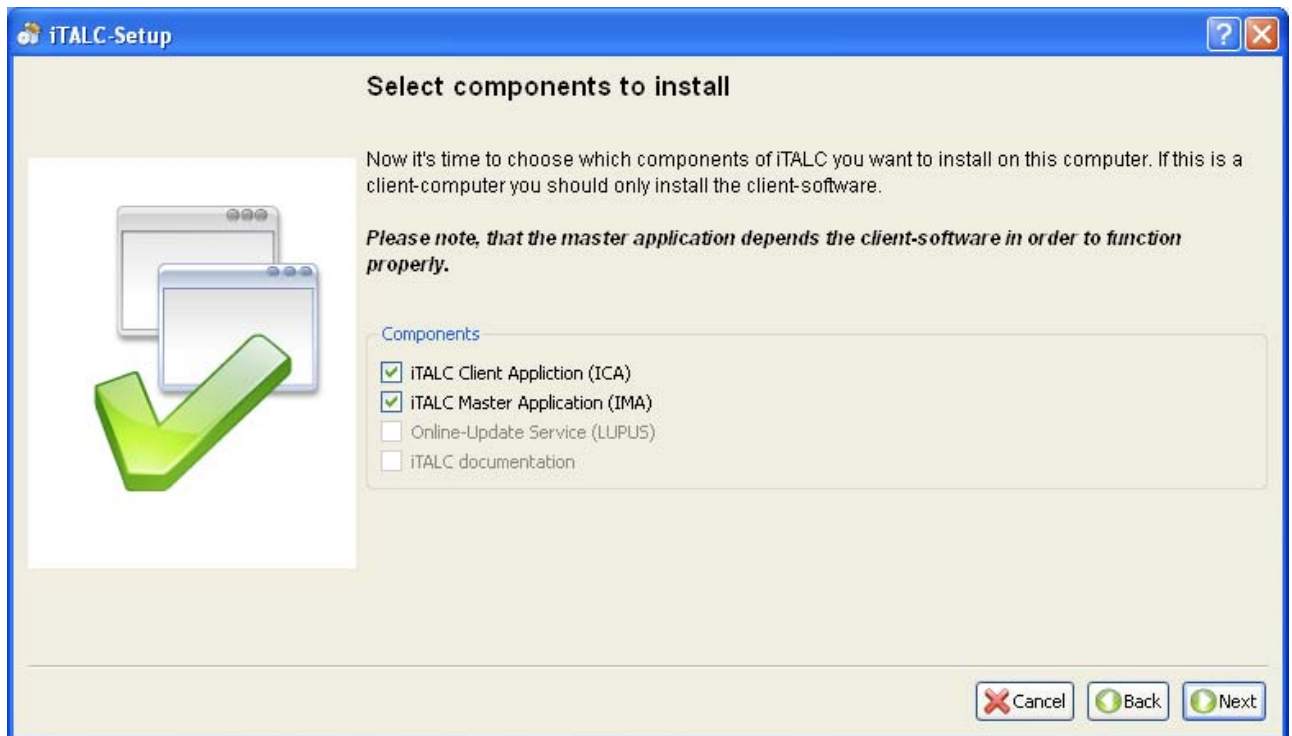 iTALC-Setup
Select components to install
Now it's time to choose which components of iTALC you want to install on this computer. If this is a
client-computer you should only install the client-software.
Please note, that the master application depends the client-software in order to function
properly.
Components
iTALC Client Appliction (ICA)
iTALC Master Application (IMA)
Online-Update Service (LUPUS)
iTALC documentation
Cancel Back Next